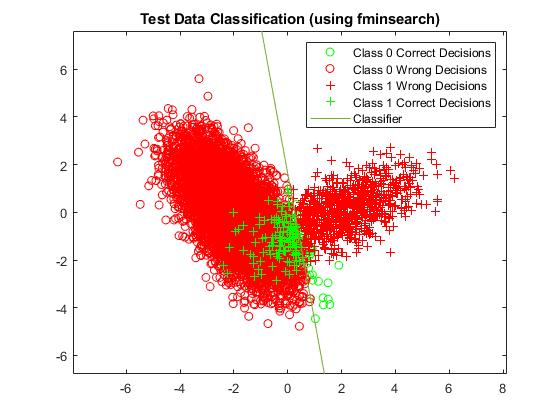 Test Data Classification (using fminsearch)
Class 0 Correct Decisions
Class 0 Wrong Decisions
Class 1 Wrong Decisions
Class 1 Correct Decisions
Classifier
6
4
2
0
-2
-4
-6
-6 -4 -2 0 2 4 6 8